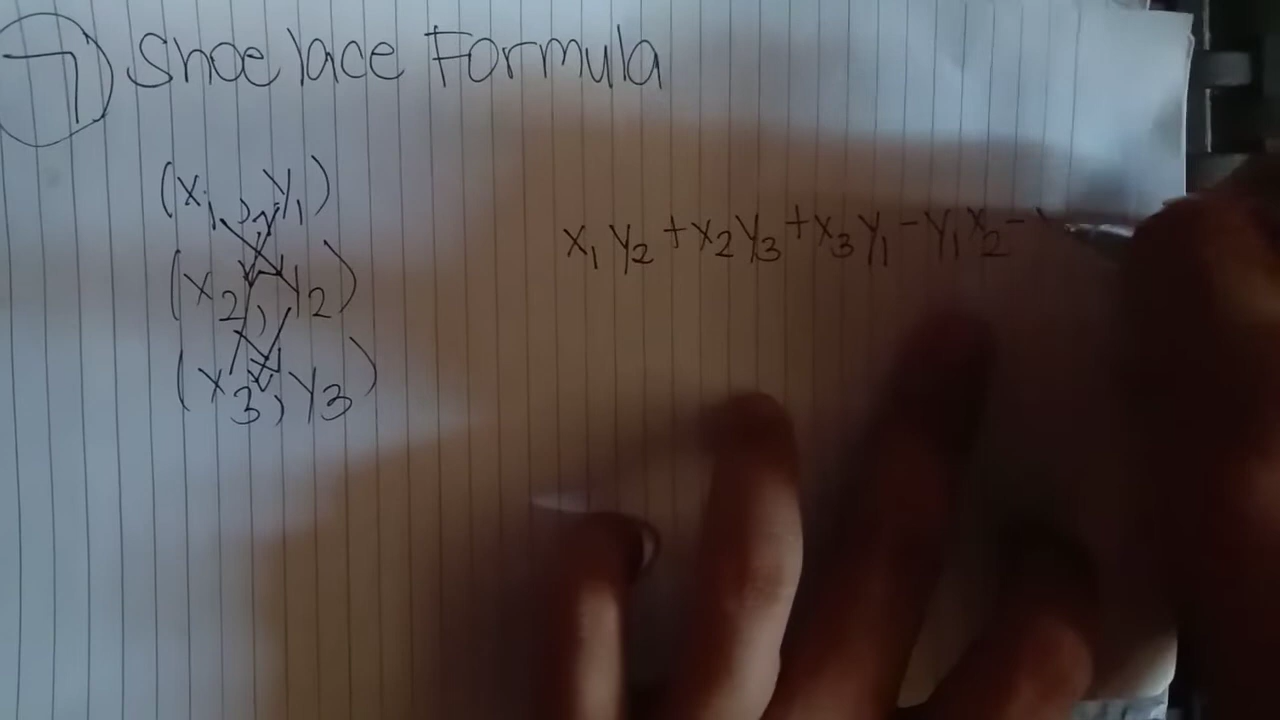 7 Shoelace Formula
(x1, y1)
(x2, y2)
(x3, y3)
x1 y2 + x2 y3 + x3 y1 - y1 x2 -